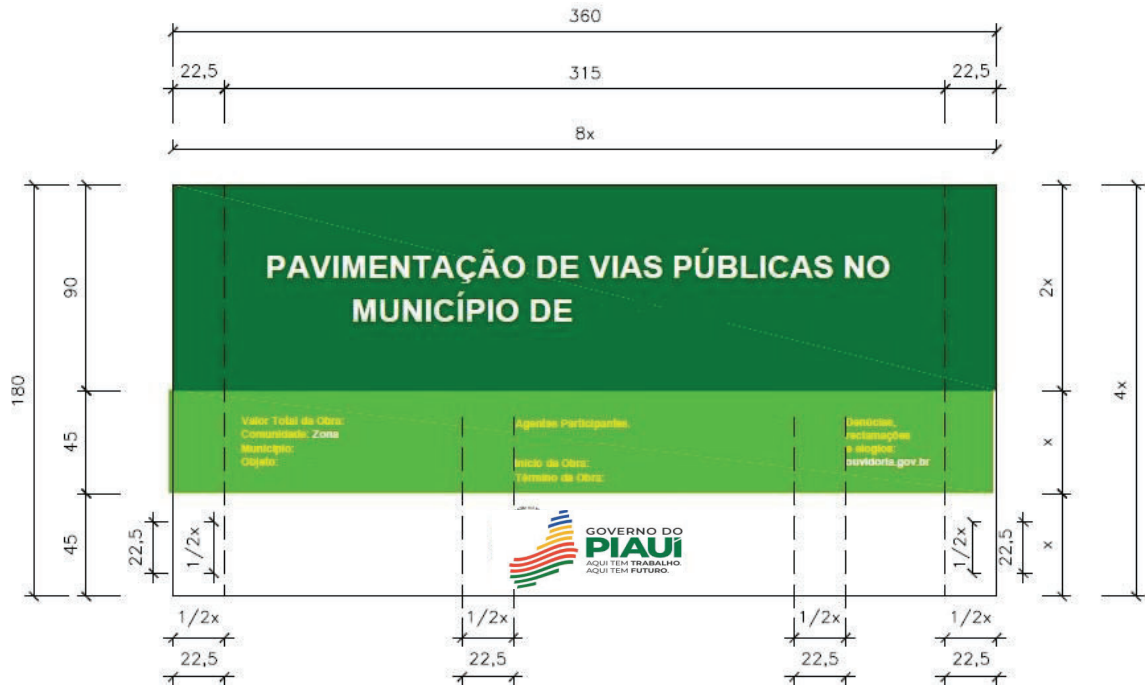 360
22,5
315
22,5
8x
PAVIMENTAÇÃO DE VIAS PÚBLICAS NO
MUNICÍPIO DE
180
90
45
45
2x
x
x
4x
Valor Total da Obra:
Comunidade: Zona
Município:
Objeto:
Agentes Participantes.
Início da Obra:
Término da Obra:
Denúcias,
reclamações
e elogios:
ouvidoria.gov.br
22,5
1/2x
GOVERNO DO
PIAUÍ
AQUI TEM TRABALHO.
AQUI TEM FUTURO.
1/2x
22,5
1/2x
1/2x
1/2x
1/2x
22,5
22,5
22,5
22,5